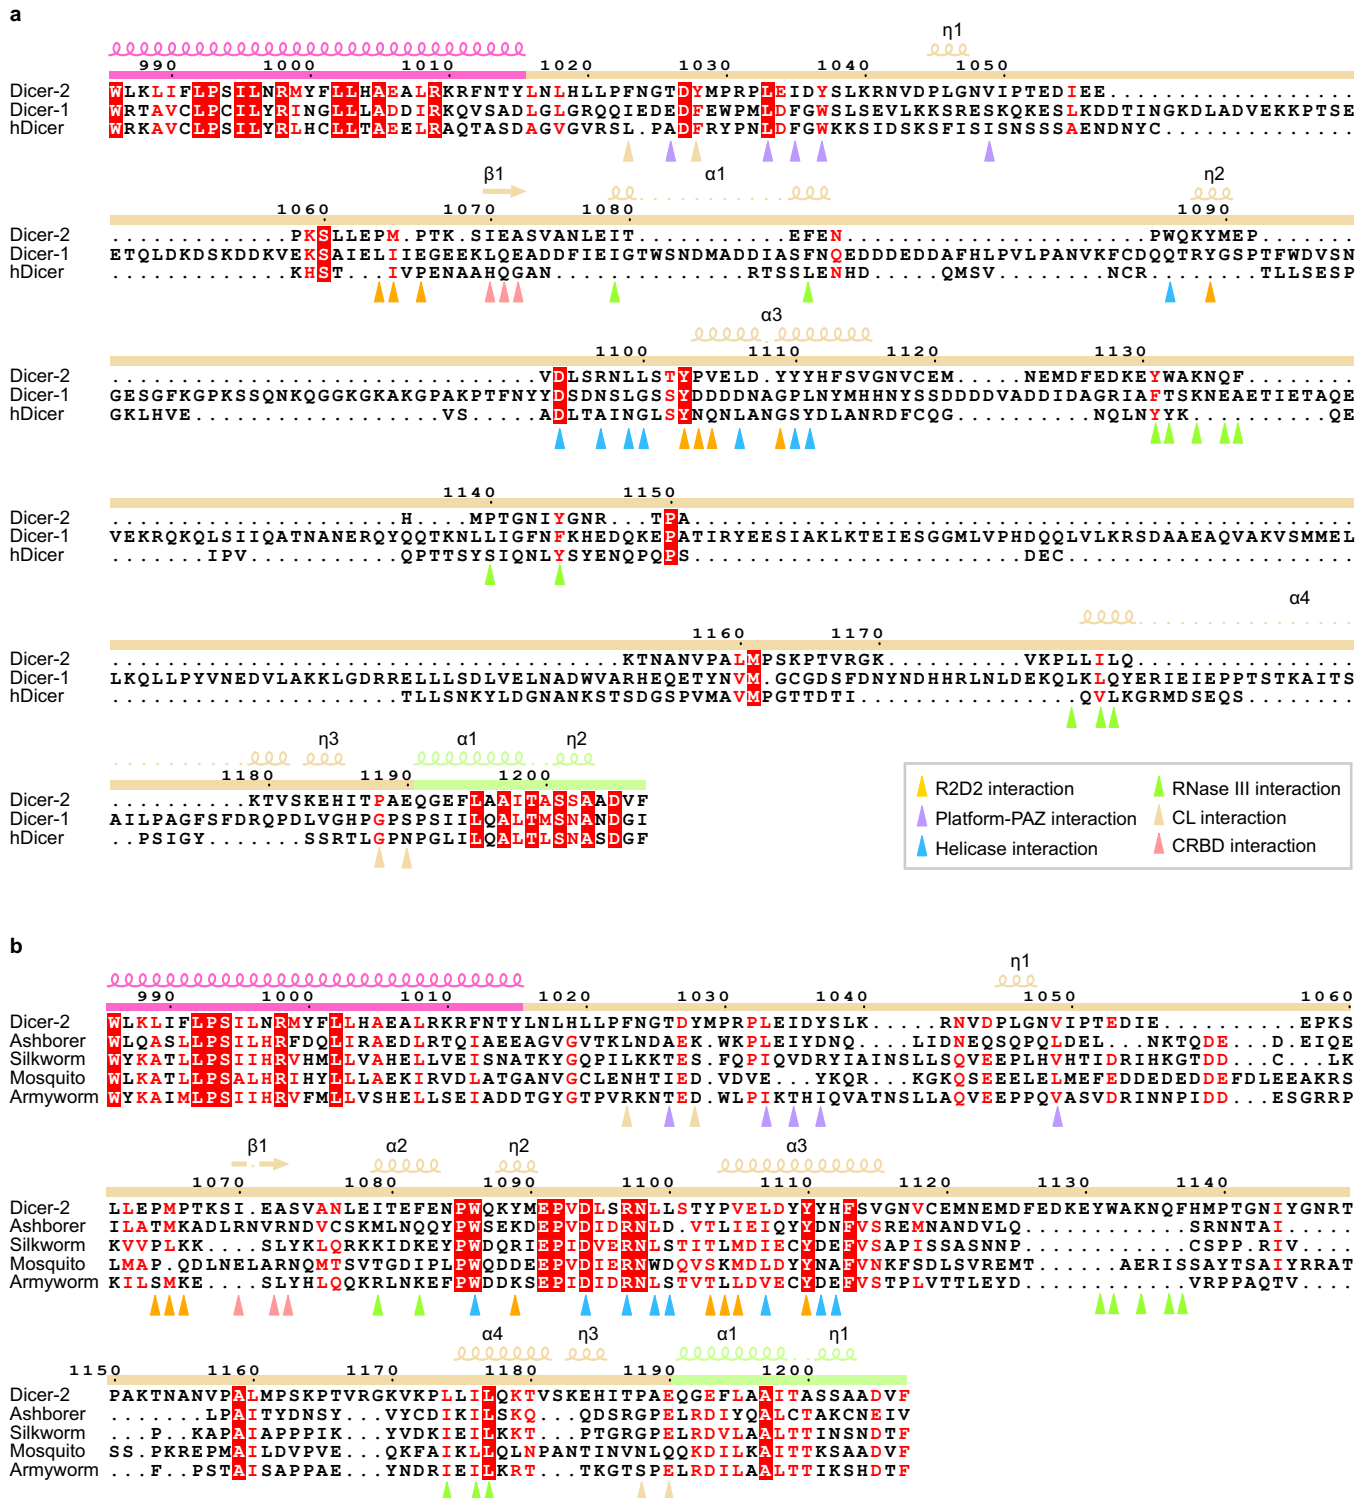 a
η1
990 1000 1010 1020 1030 1040 1050
Dicer-2 WLKLIFLPSILNRMYFLLHAEALRKRFNTYLNLHLLPFNGTDYMPRPLEIDYSLKRNVDPLGNVIPTEDIEE..................
Dicer-1 WRTAVCLPCILYRINGLLLADDIRKQVSADLGLGRQQIEDEDFEWPMLDFGWSLSEVLKKSRESKQKESLKDDTINGKDLADVEKKPTSE
hDicer WRKAVCLPSILYRLHCLLTAEELRAQTASDAGVGVRSL.PADFRYPNLDFGWKKSIDSKSFISISNSSSSAENDNYC..............
β1 α1 η2
1060 1070 1080 1090
Dicer-2 .............PKSLLEPM.PTK.SIEASVANLEIT...........EFEN.......................PWQKYMEP.......
Dicer-1 ETQLDKDSKDDKVEKSAIELIIEGEEKLQEADDFIEIGTWSNDMADDIASFNQEDDDEDDAFHLPVLPANVKFCDQQTRYGSPTFWDVSN
hDicer .............KHST...IVPENAAHQGAN..............RTSSLENHD.......QMSV........NCR........TLLSESP
α3
1100 1110 1120 1130
Dicer-2 ...............................VDLSRNLLSTYPVELD.YYYHFSVGNVCEM.....NEMDFEDKEYWAKNQF........
Dicer-1 GESGFKGPKSSQNKQGGKGKAKGPAKPTFNYYDSDNSLGSSYDDDDNAGPLNYMHHNYSSDDDDVADDIDAGRIAFTSKNEAETIETAQE
hDicer GKLHVE..................VS.....ADLTAINGLSYNQNLANGSYDLANRDFCQG.........NQLNYYYK..........QE
1140 1150
Dicer-2 .....................H....MPTGNIYGNR...TPA................................................
Dicer-1 VEKRQKQLSIIQATNANERQYQQTKNLLIGFNFKHEDQKEPATIRYEESIAKLKTEIESGGMLVPHDQQLVLKRSDAAEAQVAKVSMMEL
hDicer .......IPV...........QPTTSYSIQNLYSYENQPQPS........................DEC.....................
α4
1160 1170
Dicer-2 .....................................KTNANVPALMPSKPTVRGK..........VKPLLILQ................
Dicer-1 LKQLLPYVNEDVLAKKLGDRRELLLSDLVELNADWVARHEQETYNVM.GCGDSFDNYNDHHRLNLDEKQLKLQYERIEIEPPTSTKAITS
hDicer .....................TLLSNKYLDGNANKSTSDGSPVMAVMPGTTDTI................QVLKGRMDSEQS........
η3 α1 η2
1180 1190 1200
Dicer-2 ..........KTVSKEHITPAEQGEFLAAITASSAADVF
Dicer-1 AILPAGFSFDRQPDLVGHPGPSPSIILQALTMSNANDGI
hDicer ..PSIGY.......SSRTLGPNPGLILQALTLSNASDGF
R2D2 interaction
RNase III interaction
Platform-PAZ interaction
CL interaction
Helicase interaction
CRBD interaction
b
η1
990 1000 1010 1020 1030 1040 1050 1060
Dicer-2 WLKLIFLPSILNRMYFLLHAEALRKRFNTYLNLHLLPFNGTDYMPRPLEIDYSLK.....RNVDPLGNVIPTEDIE..........EPKS
Ashborer WLQASLLPSILHRFDQLIRAEDLRTQIAEEAGVGVTKLNDAEK.WKPLEIYDNQ....LIDNEQSQPQLDEL...NKTQDE...D.EIQE
Silkworm WYKATLLPSIIHRVHMLLVAHELLVEISNATKYGQPILKKTES.FQPIQVDRYIAINSLLSQVEEPLHVHTIDRIHKGTDD...C...LK
Mosquito WLKATLLPSALHRIHYLLLAEKIRVDLATGANVGCLENHTIED.VDVE...YKQR...KGKQSEEEELELMEFEDDEDEDDEFDLEEAKRS
Armyworm WYKAIMLPSIIHRVFMLLVSHELLSEIADDTGYGTPVRKNTED.WLPIKTHIQVATNSLLAQVEEPPQVASVDRINNPIDD...ESGRRP
β1 α2 η2 α3
1070 1080 1090 1100 1110 1120 1130 1140
Dicer-2 LLEPMPTKSI.EASVANLEITEFENPWQKYMEPVDLSRNLLSTYPVELDYYYHFSVGNVCEMNEMDFEDKEYWAKNQFHMPTGNIYGNRT
Ashborer ILATMKADLRNVRNDVCSKMLNQQYPWSEKDEPVDIDRNLD.VTLIEIQYDNFVSREMNANDVLQ...........SRNNTAI......
Silkworm KVVPLKK....SLYKLQRKKIDKEYPWDQRIEPIDVERNLSTITLMDIECYDEFVSAPISSASNNP..........CSPP.RIV....
Mosquito LMAP.QDLNELARNQMTSVTGDIPLPWQDDEEPVDIERNWDQVSKMDLDYYNAFVNKFSDLSVREMT......AERISSAYTSAIYRRAT
Armyworm KILSMKE....SLYHLQQKRLNKEFPWDDKSEPIDIDRNLSTVTLLDVECYDEFVSTPLVTTLEYD............VRPPAQTV....
α4 η3 α1 η1
1150 1160 1170 1180 1190 1200
Dicer-2 PAKTNANVPALMPSKPTVRGKVKPLLILQKTVSKEHITPAEQGEFLAAITASSAADVF
Ashborer .......LPAITYDNSY...VYCDIKILSKQ...QDSRGPELRDIYQALCTAKCNEIV
Silkworm ...P..KAPAIAPPPIK....YVDKIEILKKT..PTGRGPELRDVLAALTTINSNDTF
Mosquito SS.PKREPMAILDVPVE...QKFAIKLLQLNPANTINVNLQQKDILKAITTKSAADVF
Armyworm ...F..PSTAISAPPAE...YNDRIEILKRT...TKGTSPELRDILAALTTIKSHDTF